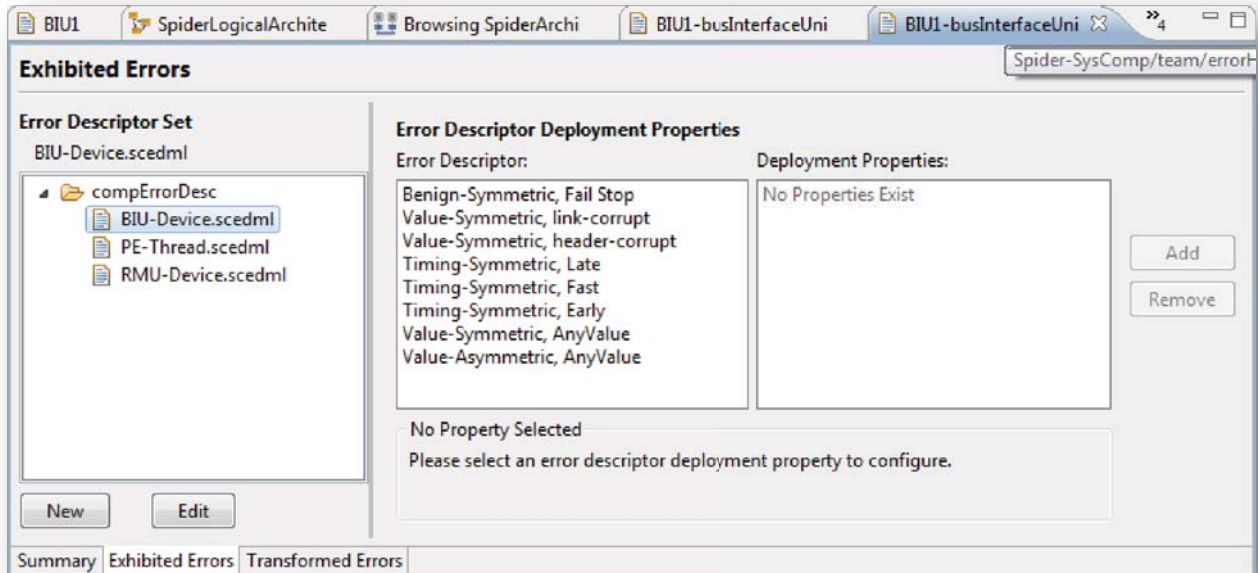 BIU1 SpiderLogicalArchite Browsing SpiderArchi BIU1-busInterfaceUni BIU1-busInterfaceUni »4
Exhibited Errors
Spider-SysComp/team/errorH
Error Descriptor Set
BIU-Device.scedml
compErrorDesc
BIU-Device.scedml
PE-Thread.scedml
RMU-Device.scedml
New Edit
Error Descriptor Deployment Properties
Error Descriptor: Deployment Properties:
Benign-Symmetric, Fail Stop
Value-Symmetric, link-corrupt
Value-Symmetric, header-corrupt
Timing-Symmetric, Late
Timing-Symmetric, Fast
Timing-Symmetric, Early
Value-Symmetric, AnyValue
Value-Asymmetric, AnyValue
No Properties Exist
Add
Remove
No Property Selected
Please select an error descriptor deployment property to configure.
Summary Exhibited Errors Transformed Errors